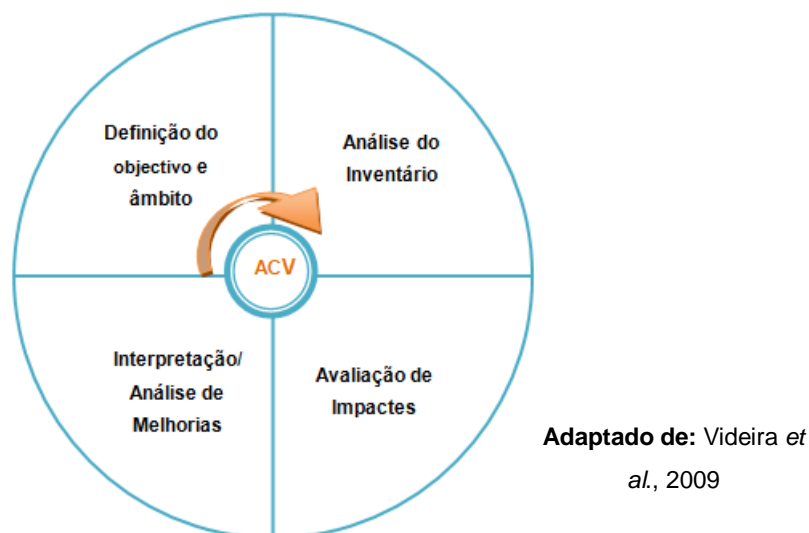 Definição do
objectivo e
âmbito
Análise do
Inventário
ACV
Interpretação/
Análise de
Melhorias
Avaliação de
Impactes
Adaptado de: Videira et
al., 2009